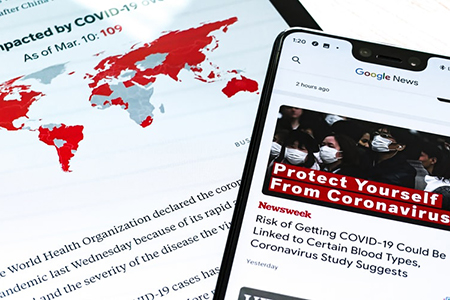 after China
mpacted by COVID-19 ove
As of Mar. 10: 109
BUS
e World Health Organization declared the coron
ndemic last Wednesday because of its rapid a
, and the severity of the disease the vi
COVID-19 cases has
1:20
Google News
2 hours ago
Protect Yourself
From Coronavirus
Newsweek
Risk of Getting COVID-19 Could Be
Linked to Certain Blood Types,
Coronavirus Study Suggests
Yesterday